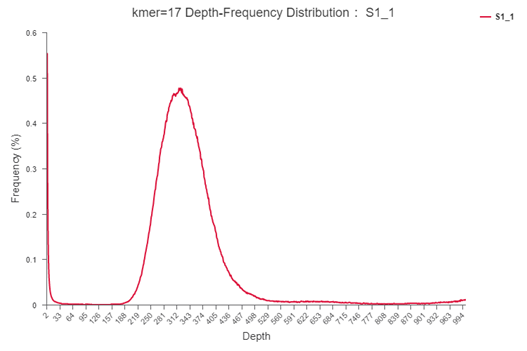 kmer=17 Depth-Frequency Distribution : S1_1
S1_1
0.6
0.5
0.4
0.3
0.2
0.1
0
Frequency (%)
2 33 64 95 126 157 188 219 250 281 312 343 374 405 436 467 498 529 560 591 622 653 684 715 746 777 808 839 870 901 932 963 994
Depth